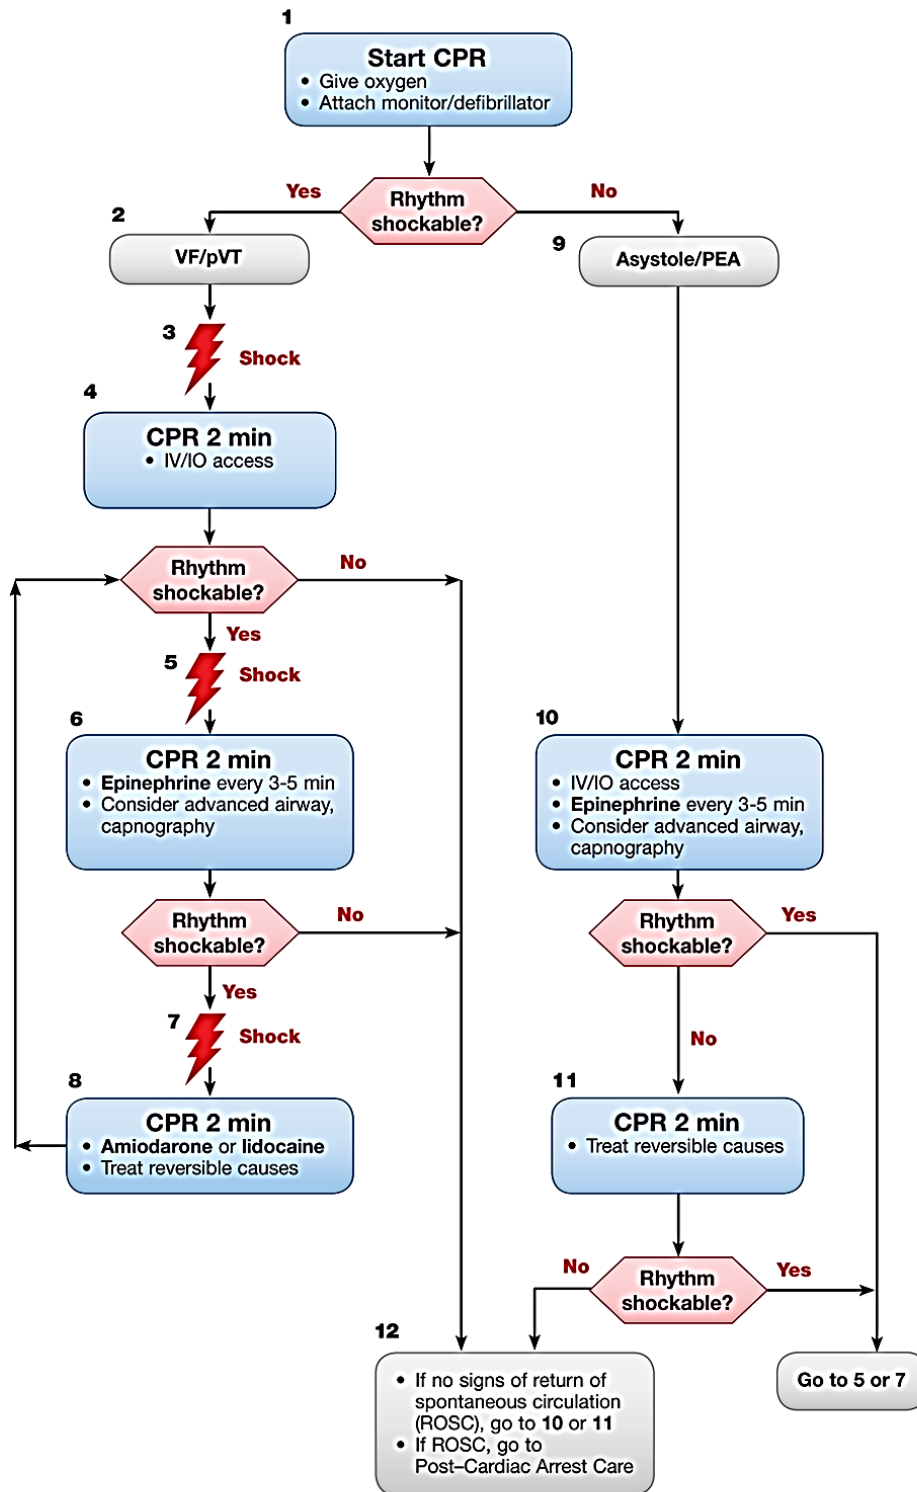 1
Start CPR
• Give oxygen
• Attach monitor/defibrillator
Rhythm
shockable?
Yes
No
2
VF/pVT
9
Asystole/PEA
3
Shock
4
CPR 2 min
• IV/IO access
Rhythm
shockable?
No
Yes
5
Shock
6
CPR 2 min
• Epinephrine every 3-5 min
• Consider advanced airway,
capnography
Rhythm
shockable?
No
Yes
7
Shock
8
CPR 2 min
• Amiodarone or lidocaine
• Treat reversible causes
10
CPR 2 min
• IV/IO access
• Epinephrine every 3-5 min
• Consider advanced airway,
capnography
Rhythm
shockable?
Yes
No
11
CPR 2 min
• Treat reversible causes
Rhythm
shockable?
No
Yes
12
• If no signs of return of
spontaneous circulation
(ROSC), go to 10 or 11
• If ROSC, go to
Post–Cardiac Arrest Care
Go to 5 or 7